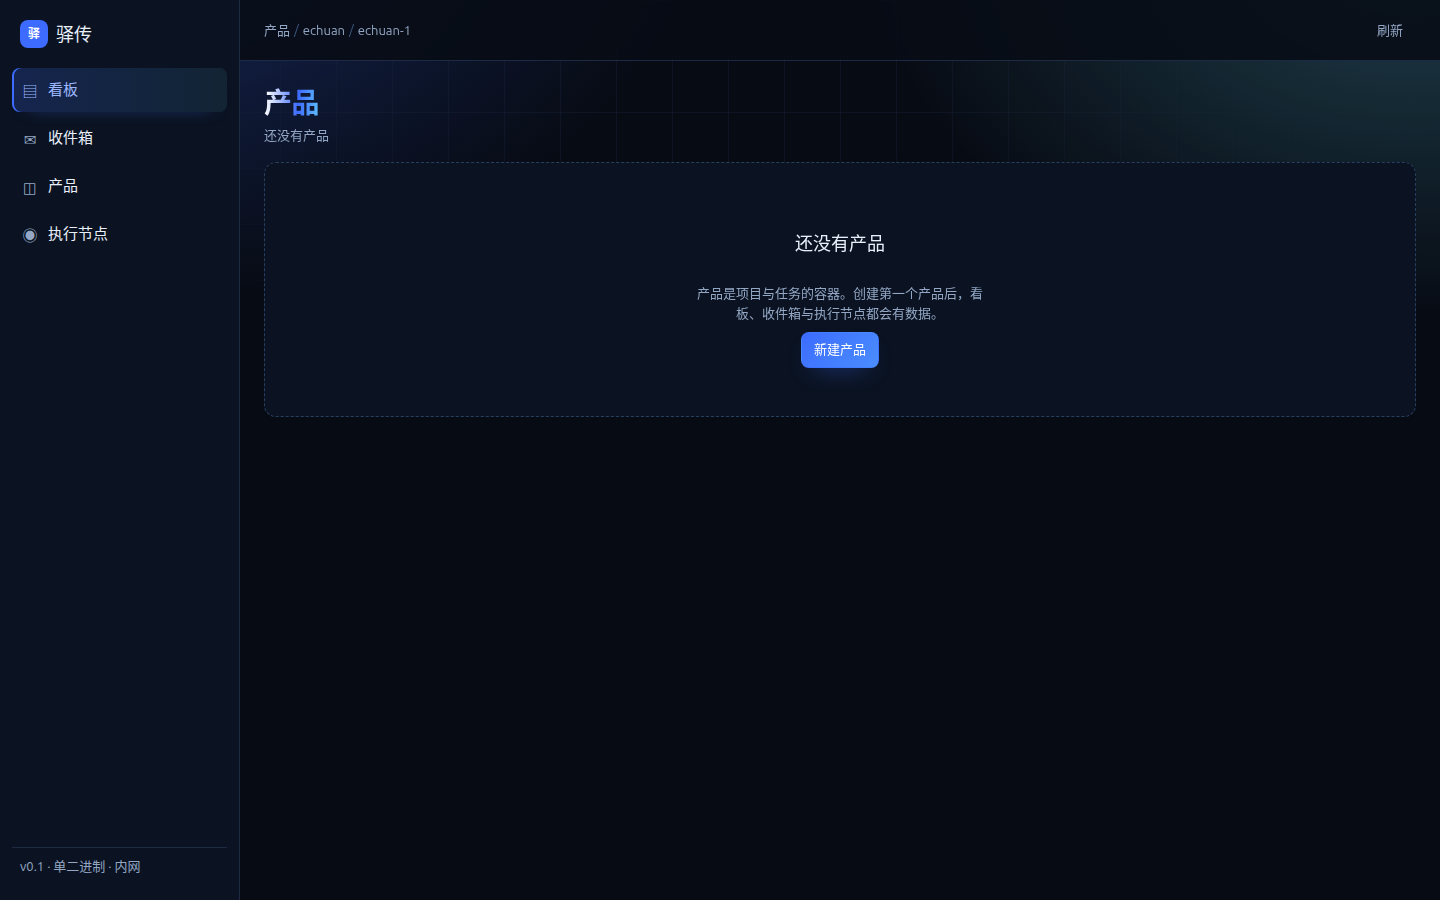 驿 驿传
产品 / echuan / echuan-1
刷新
看板
收件箱
产品
执行节点
产品
还没有产品
还没有产品
产品是项目与任务的容器。创建第一个产品后，看
板、收件箱与执行节点都会有数据。
新建产品
v0.1 · 单二进制 · 内网